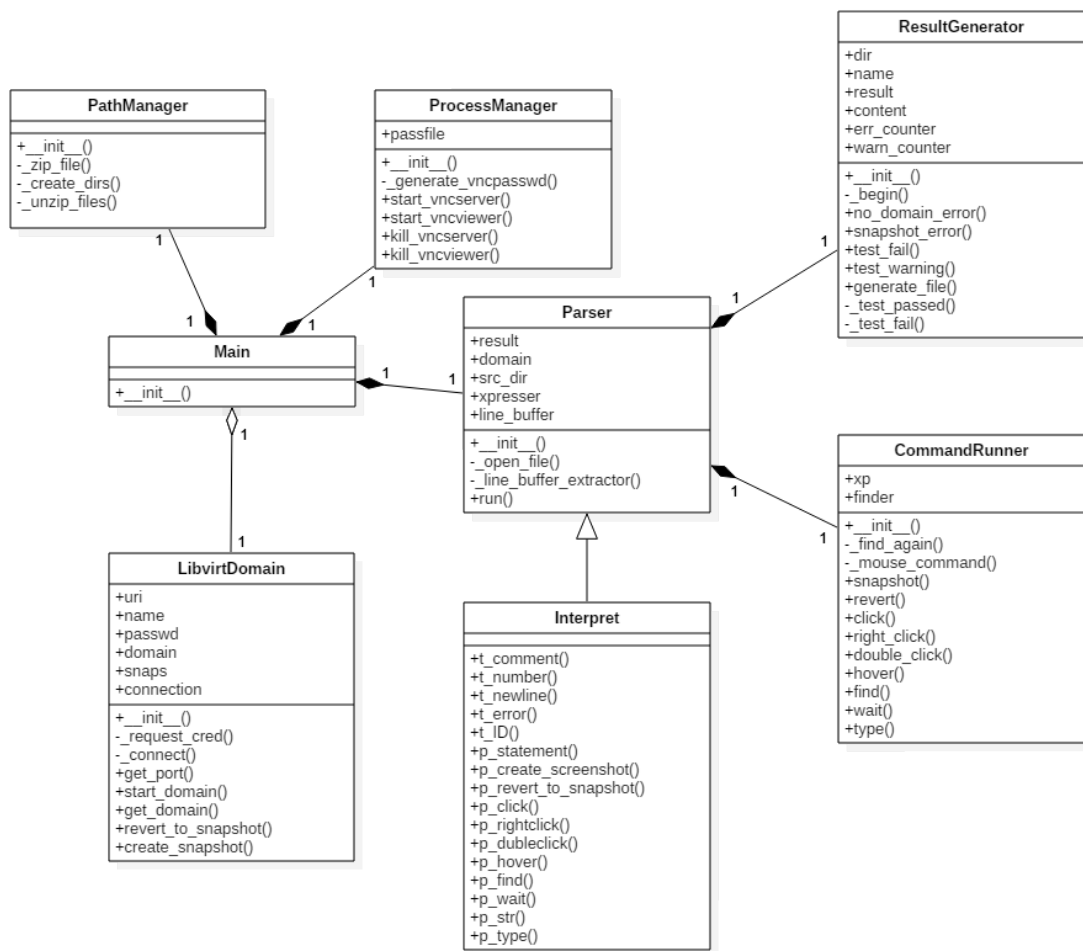 PathManager
+__init__()
-_zip_file()
-_create_dirs()
-_unzip_files()
1
1
ProcessManager
+passfile
+__init__()
-_generate_vncpasswd()
+start_vncserver()
+start_vncviewer()
+kill_vncserver()
+kill_vncviewer()
1
1
ResultGenerator
+dir
+name
+result
+content
+err_counter
+warn_counter
+__init__()
-_begin()
+no_domain_error()
+snapshot_error()
+test_fail()
+test_warning()
+generate_file()
-_test_passed()
-_test_fail()
1
1
Main
+__init__()
1
1
Parser
+result
+domain
+src_dir
+xpresser
+line_buffer
+__init__()
-_open_file()
-_line_buffer_extractor()
+run()
1
1
CommandRunner
+xp
+finder
+__init__()
-_find_again()
-_mouse_command()
+snapshot()
+revert()
+click()
+right_click()
+double_click()
+hover()
+find()
+wait()
+type()
1
1
LibvirtDomain
+uri
+name
+passwd
+domain
+snaps
+connection
+__init__()
-_request_cred()
-_connect()
+get_port()
+start_domain()
+get_domain()
+revert_to_snapshot()
+create_snapshot()
Interpret
+t_comment()
+t_number()
+t_newline()
+t_error()
+t_ID()
+p_statement()
+p_create_screenshot()
+p_revert_to_snapshot()
+p_click()
+p_rightclick()
+p_dubleclick()
+p_hover()
+p_find()
+p_wait()
+p_str()
+p_type()